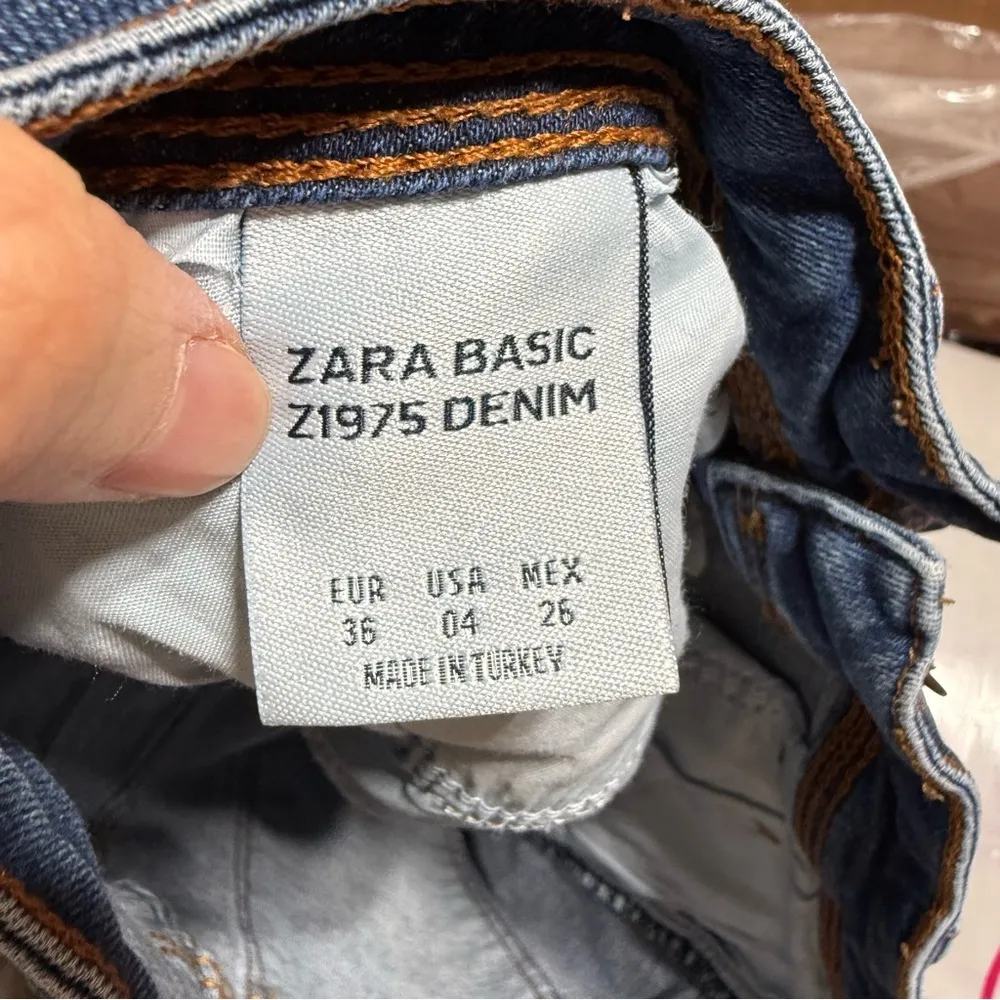 ZARA BASIC
Z1975 DENIM
EUR USA MEX
36 04 26
MADE IN TURKEY